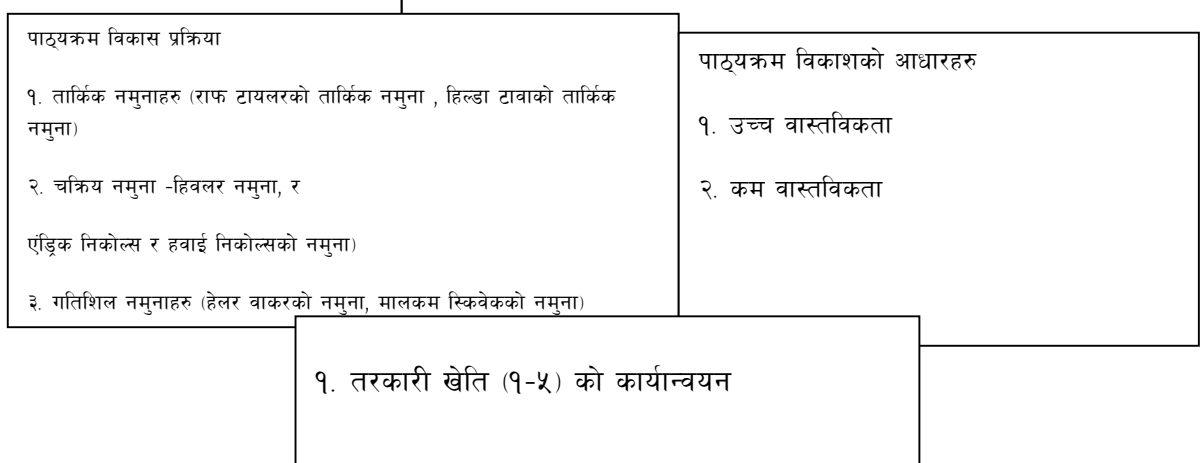 पाठ्यक्रम विकास प्रक्रिया
१. तार्किक नमुनाहरु (राफ टायलरको तार्किक नमुना , हिल्डा टावाको तार्किक
नमुना)
२. चक्रिय नमुना -हिवलर नमुना, र
एंड्रिक निकोल्स र हवाई निकोल्सको नमुना)
३. गतिशिल नमुनाहरु (हेलर वाकरको नमुना, मालकम स्किवेकको नमुना)
पाठ्यक्रम विकाशको आधारहरु
१. उच्च वास्तविकता
२. कम वास्तविकता
१. तरकारी खेति (१-५) को कार्यान्वयन